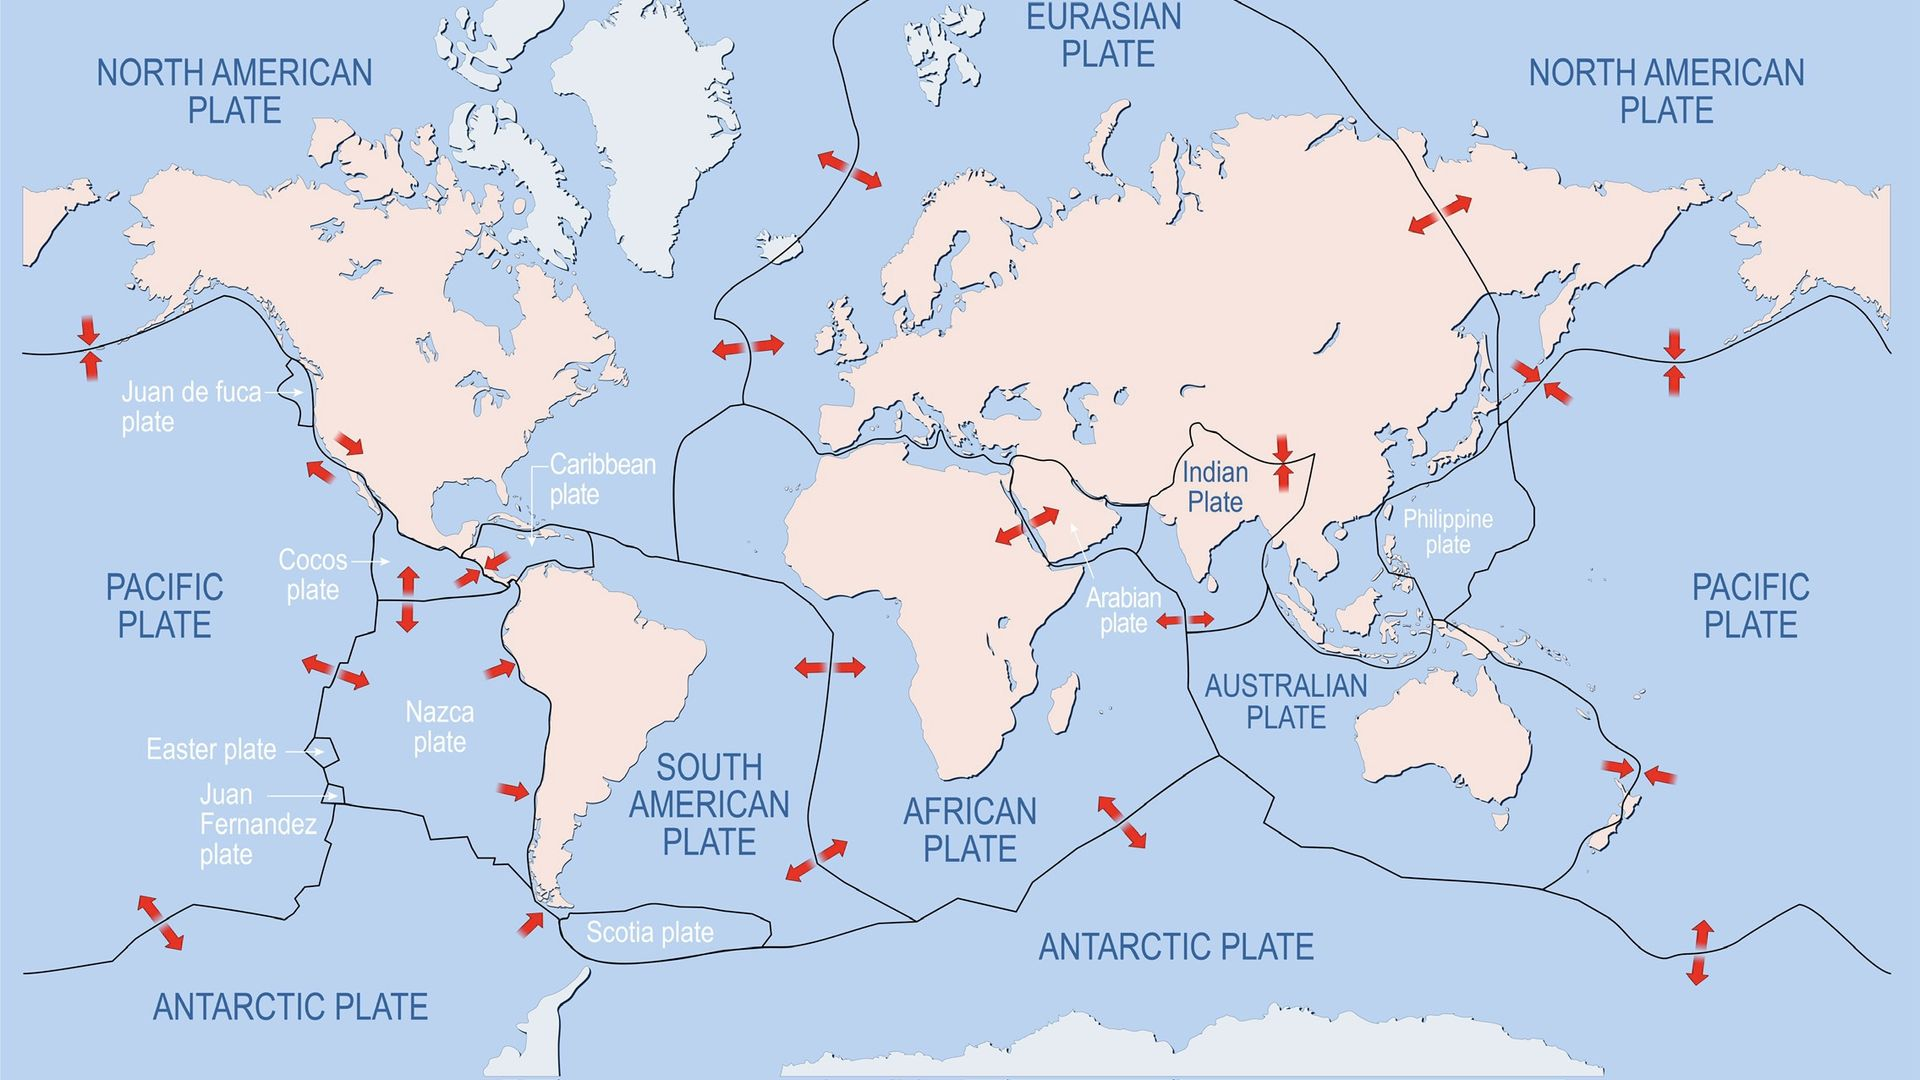 EURASIAN
PLATE
NORTH AMERICAN
PLATE
NORTH AMERICAN
PLATE
Juan de fuca
plate
Caribbean
plate
Indian
Plate
Philippine
plate
Cocos
plate
PACIFIC
PLATE
Arabian
plate
PACIFIC
PLATE
AUSTRALIAN
PLATE
Nazca
plate
Easter plate
Juan
Fernandez
plate
SOUTH
AMERICAN
PLATE
AFRICAN
PLATE
Scotia plate
ANTARCTIC PLATE
ANTARCTIC PLATE